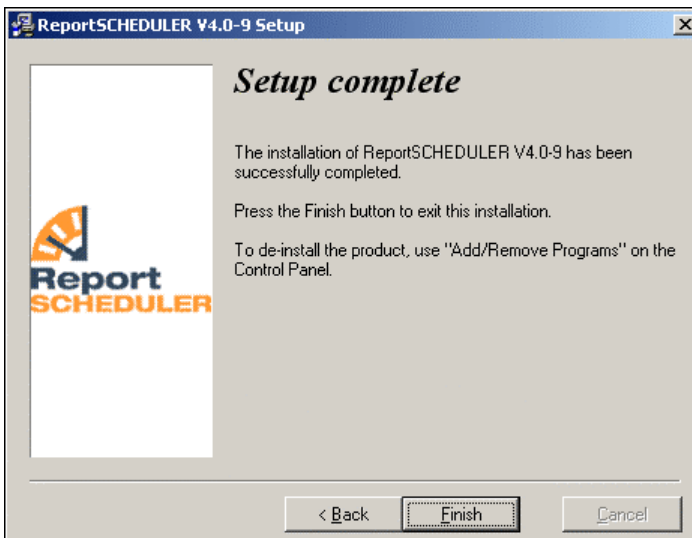 ReportSCHEDULER V4.0-9 Setup
Setup complete
The installation of ReportSCHEDULER V4.0-9 has been
successfully completed.
Press the Finish button to exit this installation.
To de-install the product, use "Add/Remove Programs" on the
Control Panel.
Report
SCHEDULER
< Back
Finish
Cancel